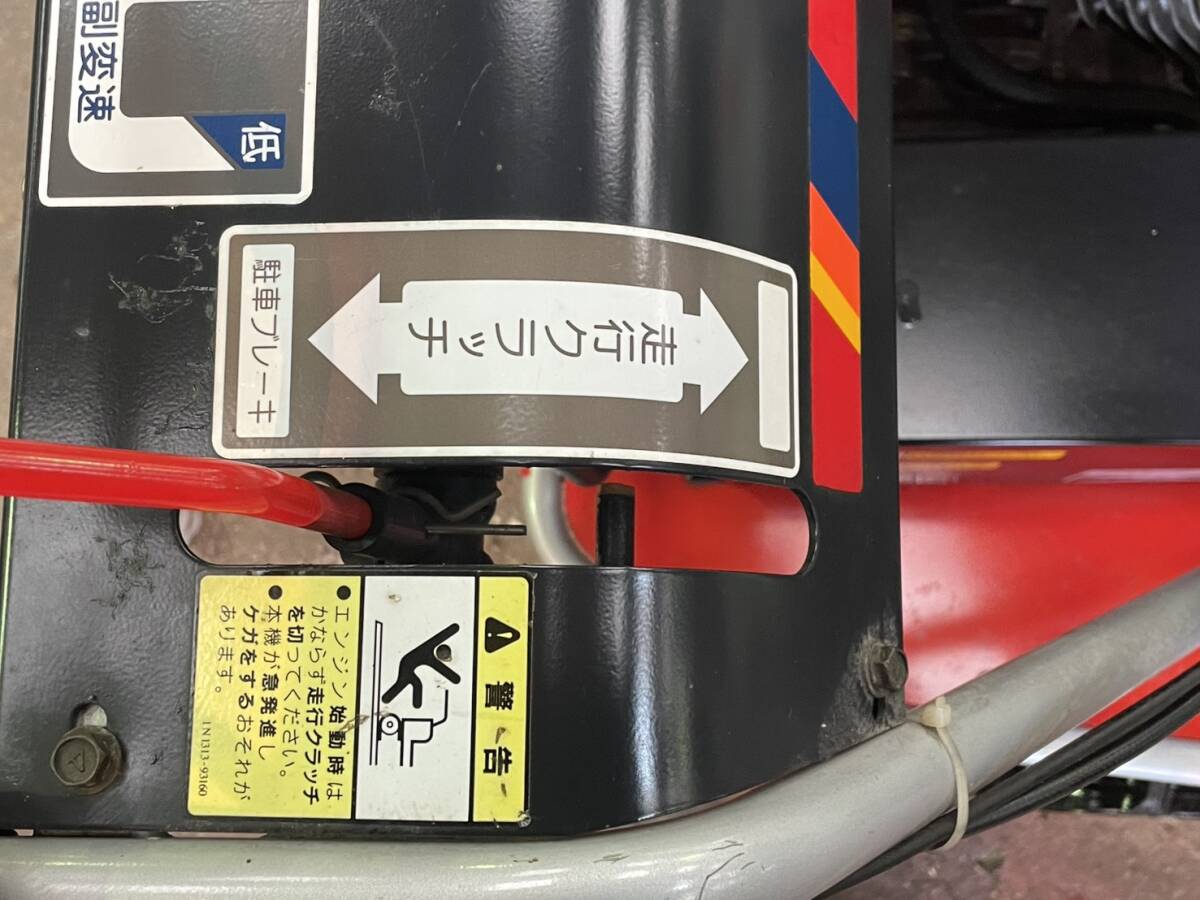 副変速
低
駐車ブレーキ
走行クラッチ
警告
●エンジン始動時は
かならず走行クラッチ
を切ってください。
●本機が急発進し
ケガをするおそれが
あります。
1N1313-93160